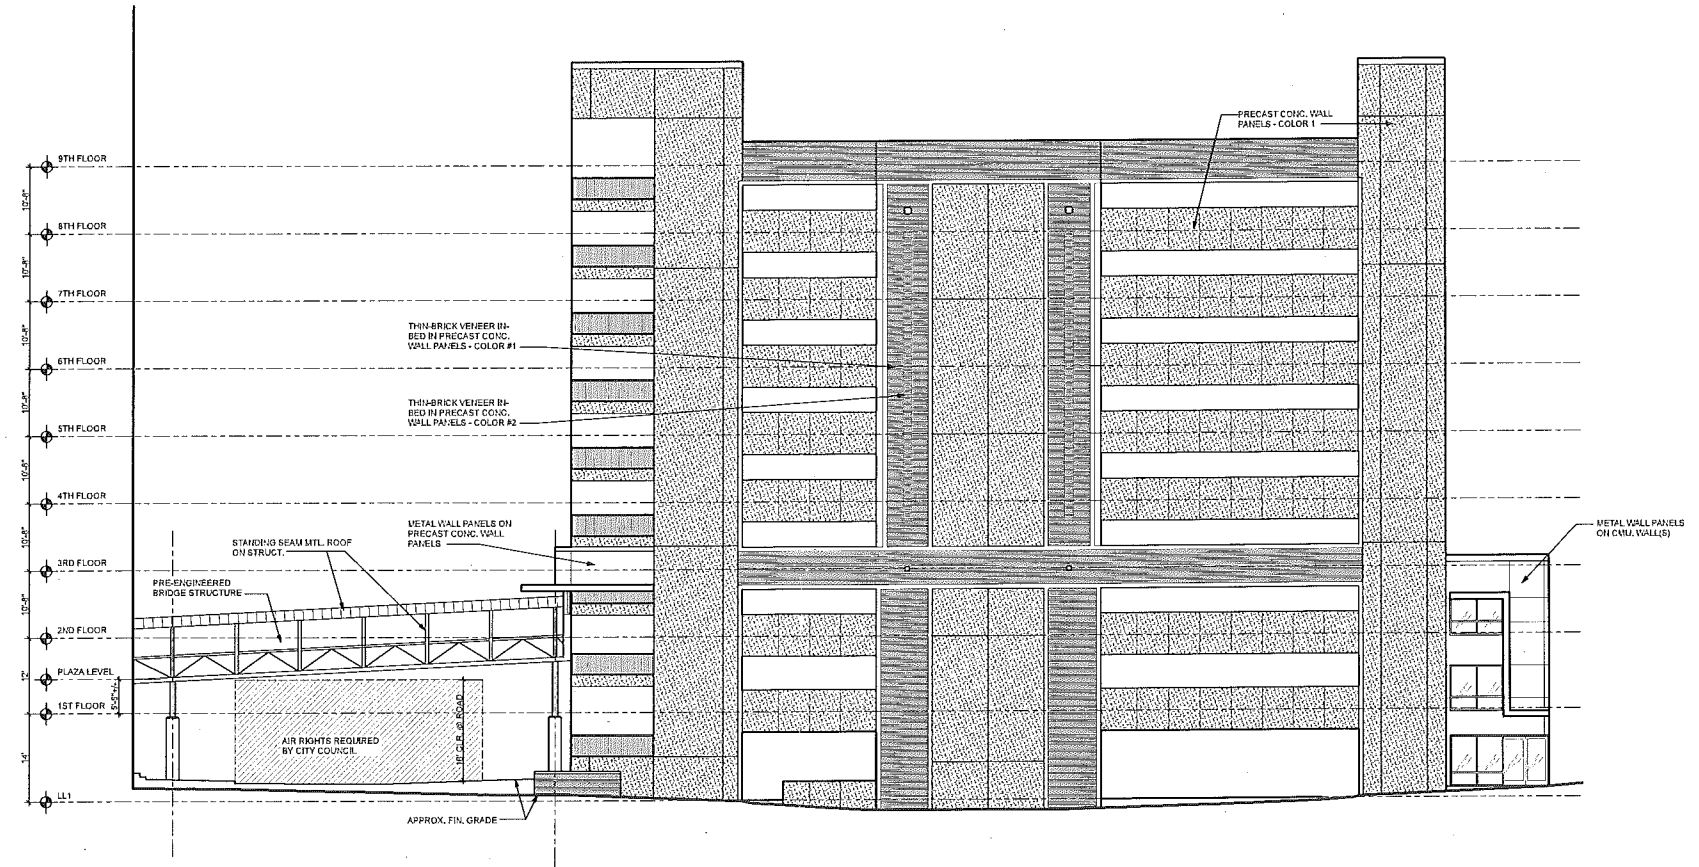 9TH FLOOR
10'-8"
8TH FLOOR
10'-8"
7TH FLOOR
10'-8"
6TH FLOOR
10'-8"
5TH FLOOR
10'-8"
4TH FLOOR
10'-8"
3RD FLOOR
10'-8"
2ND FLOOR
12'
PLAZA LEVEL
5'-5"+/-
1ST FLOOR
14'
LL1
PRECAST CONC. WALL
PANELS - COLOR 1
THIN-BRICK VENEER IN-
BED IN PRECAST CONC.
WALL PANELS - COLOR #1
THIN-BRICK VENEER IN-
BED IN PRECAST CONC.
WALL PANELS - COLOR #2
METAL WALL PANELS ON
PRECAST CONC. WALL
PANELS
STANDING SEAM MTL. ROOF
ON STRUCT.
PRE-ENGINEERED
BRIDGE STRUCTURE
METAL WALL PANELS
ON CMU. WALL(S)
AIR RIGHTS REQUIRED
BY CITY COUNCIL
16' CLR. @ ROAD
APPROX. FIN. GRADE